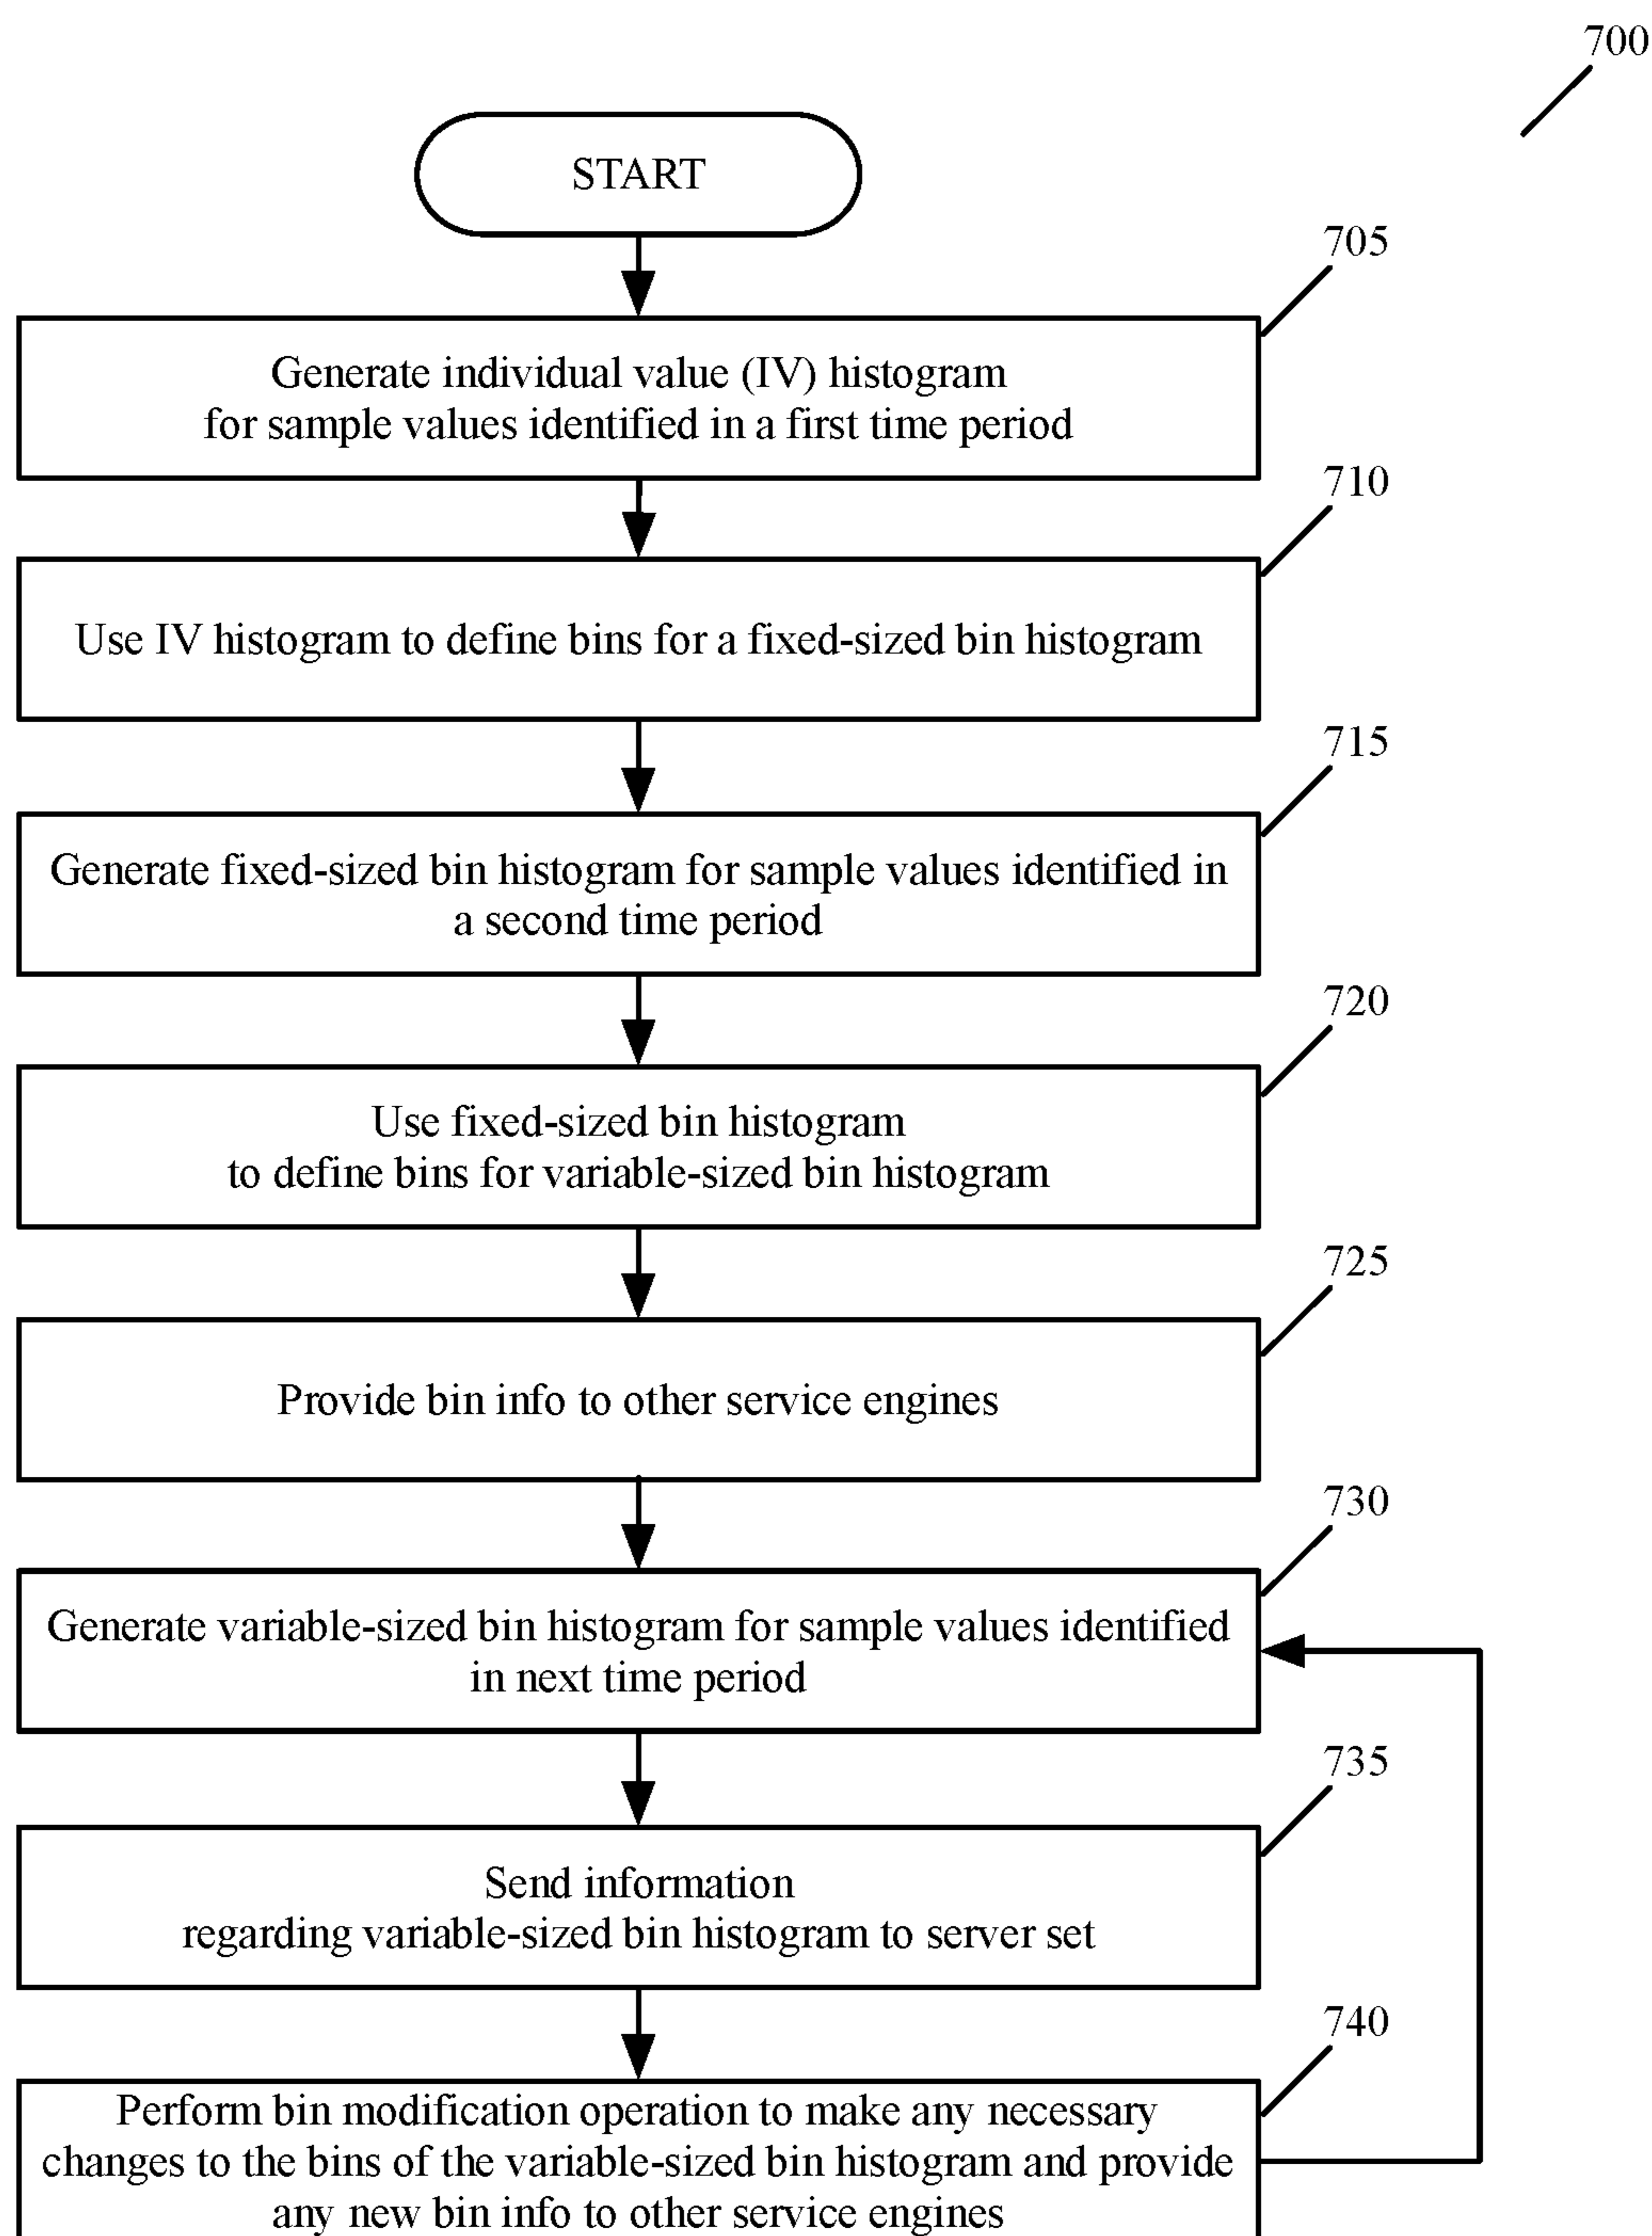 700
START
705
Generate individual value (IV) histogram
for sample values identified in a first time period
710
Use IV histogram to define bins for a fixed-sized bin histogram
715
Generate fixed-sized bin histogram for sample values identified in
a second time period
720
Use fixed-sized bin histogram
to define bins for variable-sized bin histogram
725
Provide bin info to other service engines
730
Generate variable-sized bin histogram for sample values identified
in next time period
735
Send information
regarding variable-sized bin histogram to server set
740
Perform bin modification operation to make any necessary
changes to the bins of the variable-sized bin histogram and provide
any new bin info to other service engines